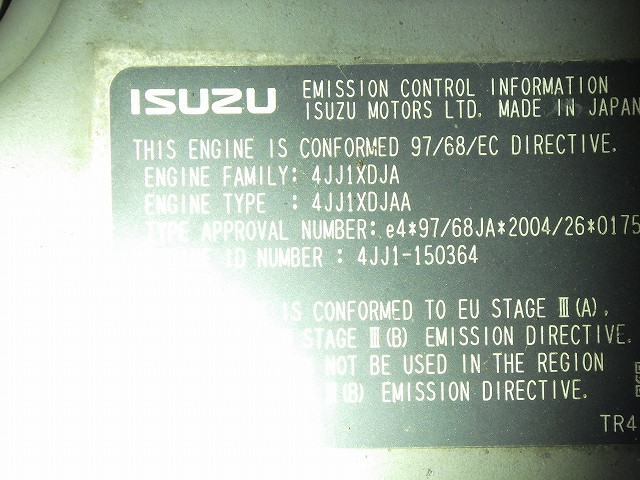 ISUZU
EMISSION CONTROL INFORMATION
ISUZU MOTORS LTD. MADE IN JAPAN
THIS ENGINE IS CONFORMED 97/68/EC DIRECTIVE.
ENGINE FAMILY: 4JJ1XDJA
ENGINE TYPE : 4JJ1XDJAA
TYPE APPROVAL NUMBER: e4*97/68JA*2004/26*0175
ID NUMBER : 4JJ1-150364
IS CONFORMED TO EU STAGE Ⅲ(A).
STAGE Ⅲ(B) EMISSION DIRECTIVE.
NOT BE USED IN THE REGION
Ⅲ(B) EMISSION DIRECTIVE.
TR4